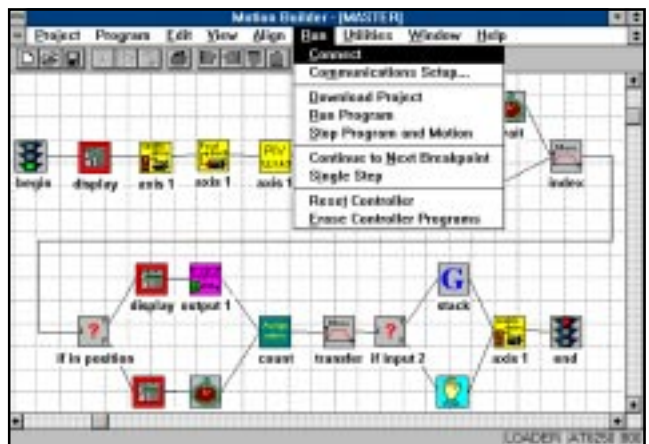 Motion Builder - [MASTER]
Project Program Edit View Align Run Utilities Window Help
Connect
Communications Setup...
Download Project
Run Program
Stop Program and Motion
Continue to Next Breakpoint
Single Step
Reset Controller
Erase Controller Programs
begin display axis 1 axis 1 axis 1 index
display output 1 G stack
If in position count transfer if input 2 axis 1 end
LOADER: AT6250